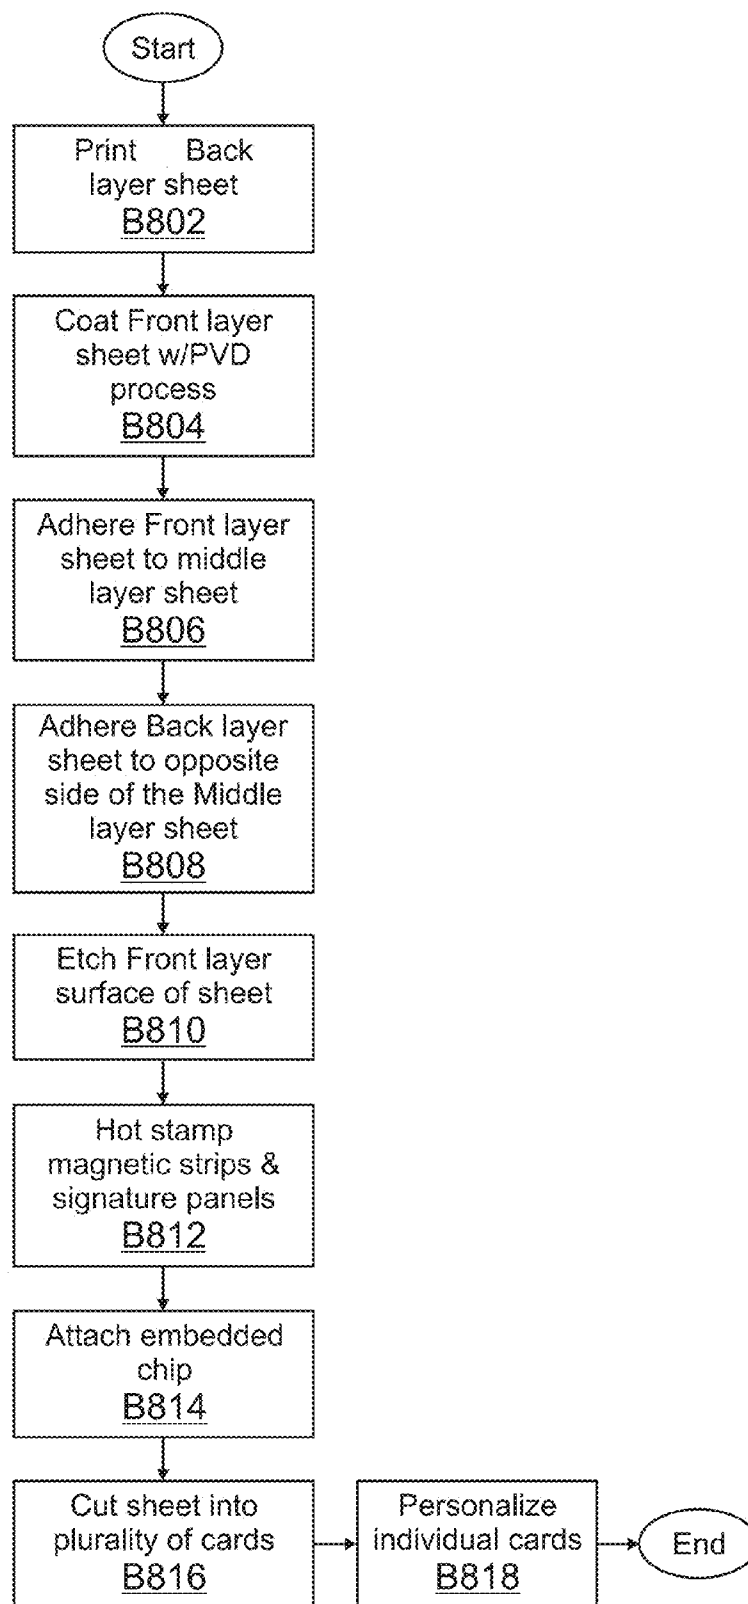 Start
Print Back
layer sheet
B802
Coat Front layer
sheet w/PVD
process
B804
Adhere Front layer
sheet to middle
layer sheet
B806
Adhere Back layer
sheet to opposite
side of the Middle
layer sheet
B808
Etch Front layer
surface of sheet
B810
Hot stamp
magnetic strips &
signature panels
B812
Attach embedded
chip
B814
Cut sheet into
plurality of cards
B816
Personalize
individual cards
B818
End